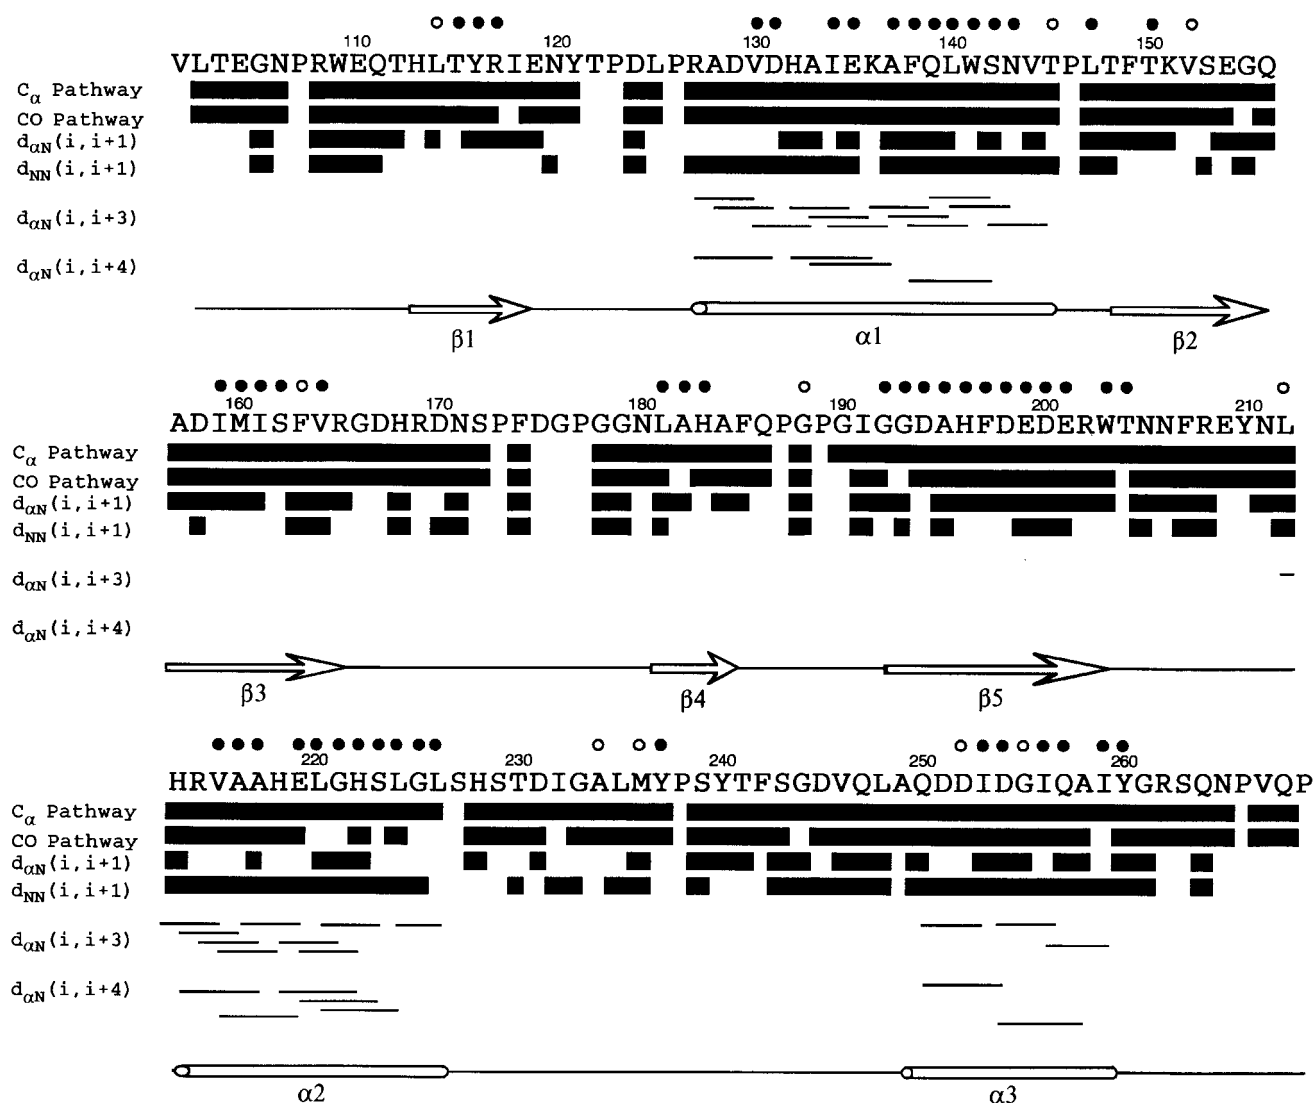 110 120 130 140 150
VLTEGNPRWEQTHLTYRIENYTPDLPRADVDHAIEKAFQLWSNVTPLTFTKVSEGQ
Cα Pathway
CO Pathway
dαN(i,i+1)
dNN(i,i+1)
dαN(i,i+3)
dαN(i,i+4)
β1 α1 β2
160 170 180 190 200 210
ADIMISFVRGDHRDNSPFDGPGGNLAHAFQPGPGIGGDAHFDEDERWTNNFREYNL
Cα Pathway
CO Pathway
dαN(i,i+1)
dNN(i,i+1)
dαN(i,i+3)
dαN(i,i+4)
β3 β4 β5
220 230 240 250 260
HRVAAHELGHSLGLSHSTDIGALMYPSYTFSGDVQLAQDDIDGIQAIYGRSQNPVQP
Cα Pathway
CO Pathway
dαN(i,i+1)
dNN(i,i+1)
dαN(i,i+3)
dαN(i,i+4)
α2 α3